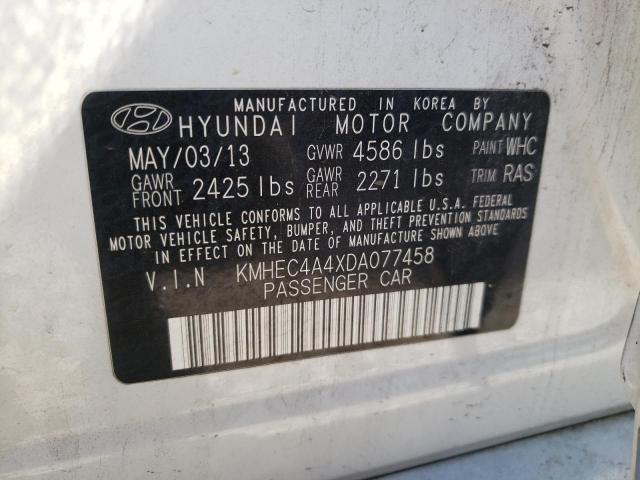 MANUFACTURED IN KOREA BY
HYUNDAI MOTOR COMPANY
MAY/03/13 GVWR 4586 lbs PAINT WHC
GAWR FRONT 2425 lbs GAWR REAR 2271 lbs TRIM RAS
THIS VEHICLE CONFORMS TO ALL APPLICABLE U.S.A. FEDERAL
MOTOR VEHICLE SAFETY, BUMPER, AND THEFT PREVENTION STANDARDS
IN EFFECT ON THE DATE OF MANUFACTURE SHOWN ABOVE
V.I.N KMHEC4A4XDA077458
PASSENGER CAR